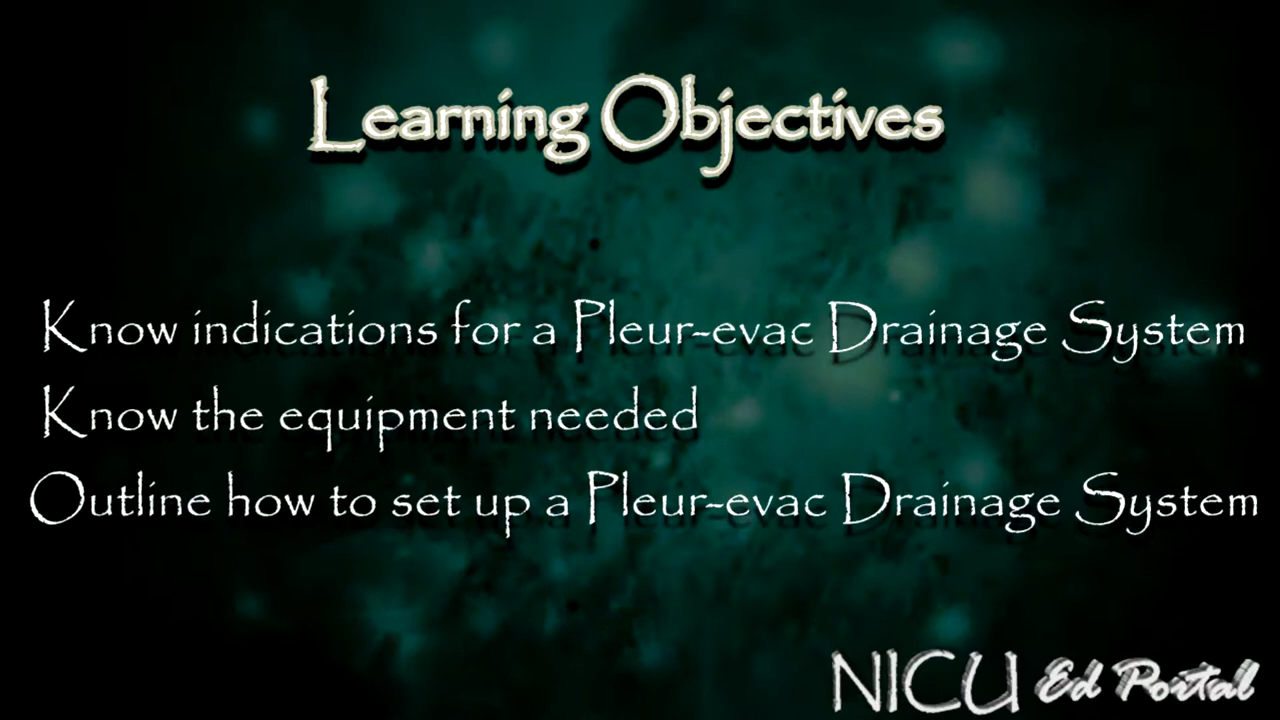 Learning Objectives
Know indications for a Pleur-evac Drainage System
Know the equipment needed
Outline how to set up a Pleur-evac Drainage System
NICU Ed Portal